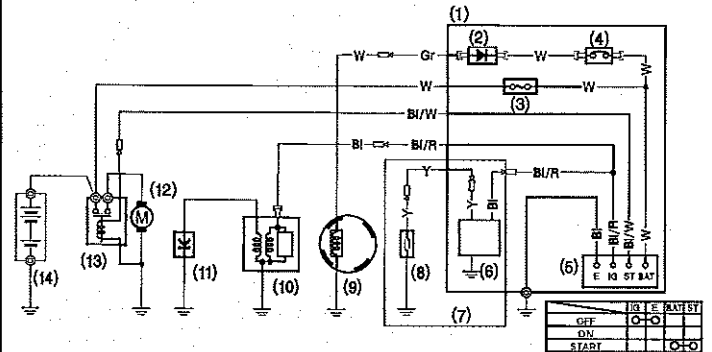 (1)
(2)
(4)
W
Gr
W
W
W
(3)
W
Bl/W
Bl
Bl/R
(12)
M
(13)
(14)
(11)
(10)
(9)
Y
Y
(8)
Y
Bl
Bl/R
(6)
(7)
Bl
Bl/R
Bl/W
W
(5)
E IG ST BAT
IG E BAT ST
OFF
ON
START